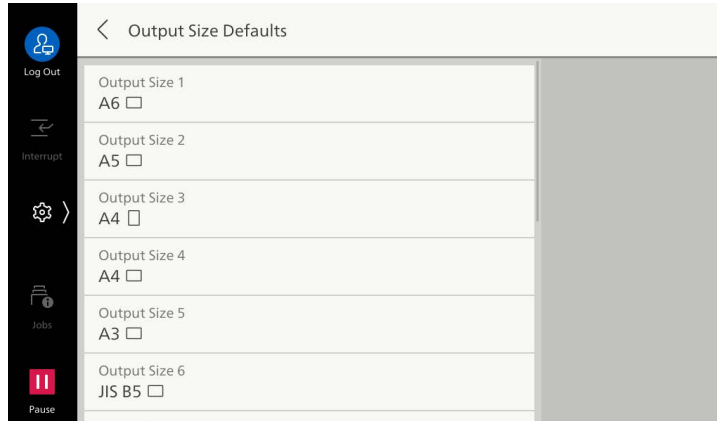 Output Size Defaults
Log Out
Interrupt
Jobs
Pause
Output Size 1
A6
Output Size 2
A5
Output Size 3
A4
Output Size 4
A4
Output Size 5
A3
Output Size 6
JIS B5